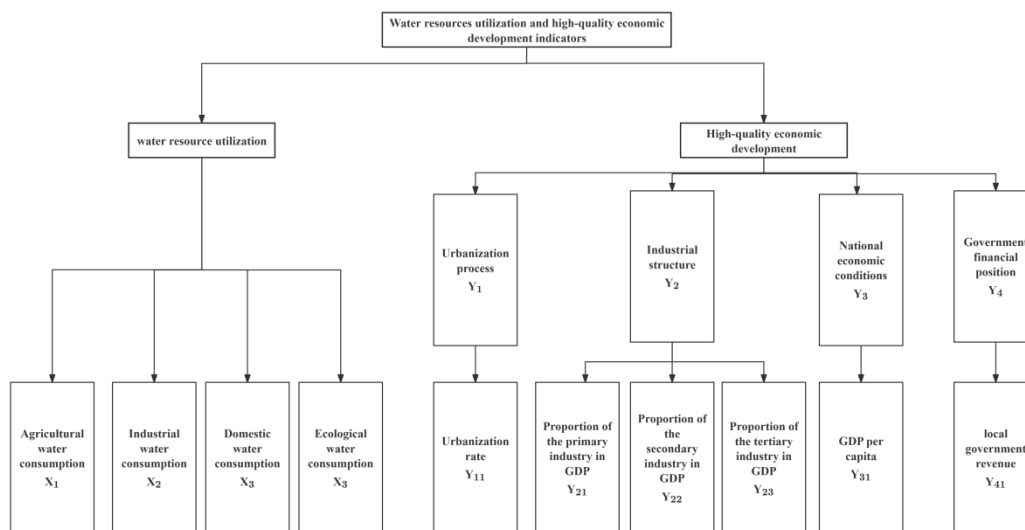 Water resources utilization and high-quality economic
development indicators
water resource utilization
High-quality economic
development
Urbanization
process
Y₁
Industrial
structure
Y₂
National
economic
conditions
Y₃
Government
financial
position
Y₄
Agricultural
water
consumption
X₁
Industrial
water
consumption
X₂
Domestic
water
consumption
X₃
Ecological
water
consumption
X₃
Urbanization
rate
Y₁₁
Proportion of
the primary
industry in
GDP
Y₂₁
Proportion of
the
secondary
industry in
GDP
Y₂₂
Proportion of
the tertiary
industry in GDP
Y₂₃
GDP per
capita
Y₃₁
local
government
revenue
Y₄₁